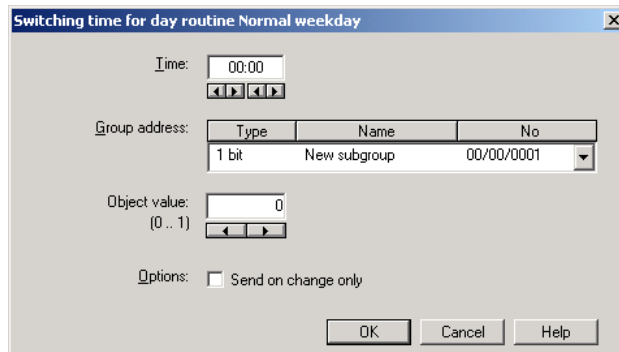 Switching time for day routine Normal weekday
Time: 00:00
Group address: Type Name No
1 bit New subgroup 00/00/0001
Object value: 0
(0 .. 1)
Options: Send on change only
OK Cancel Help